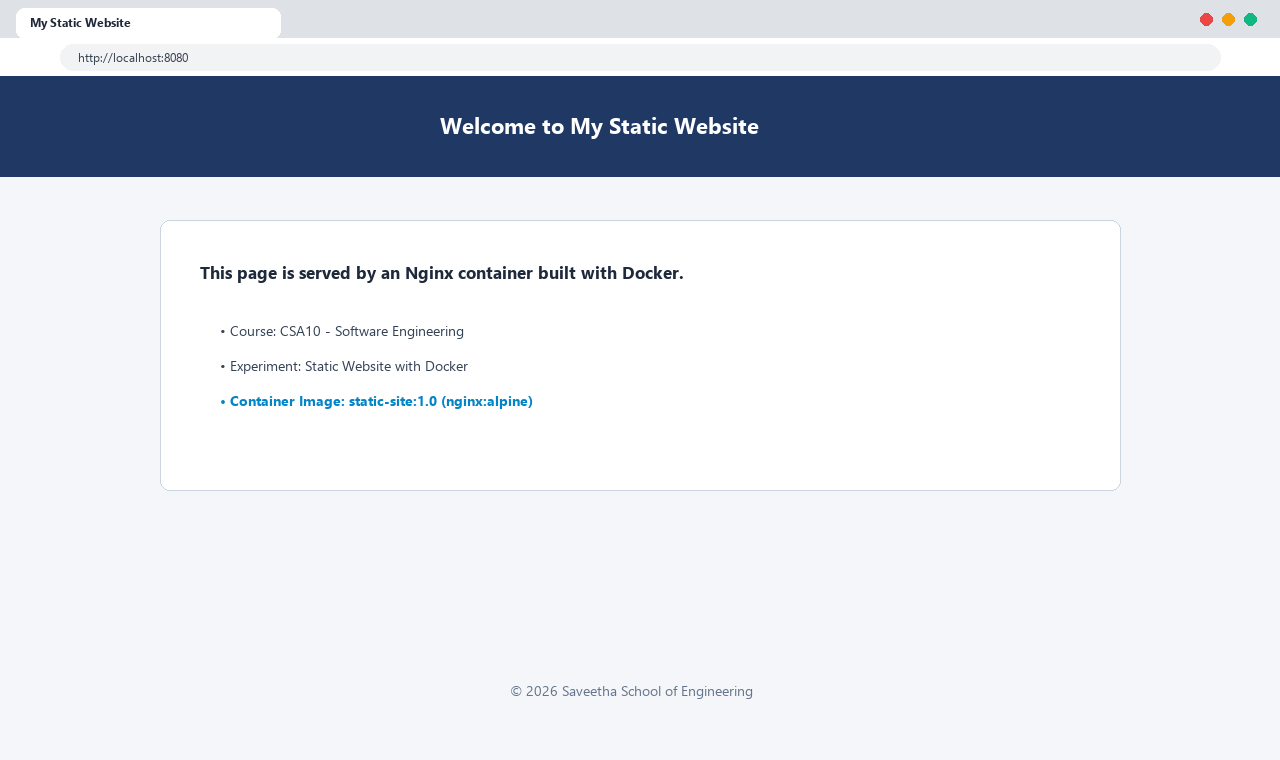 My Static Website
http://localhost:8080
Welcome to My Static Website
This page is served by an Nginx container built with Docker.
• Course: CSA10 - Software Engineering
• Experiment: Static Website with Docker
• Container Image: static-site:1.0 (nginx:alpine)
© 2026 Saveetha School of Engineering